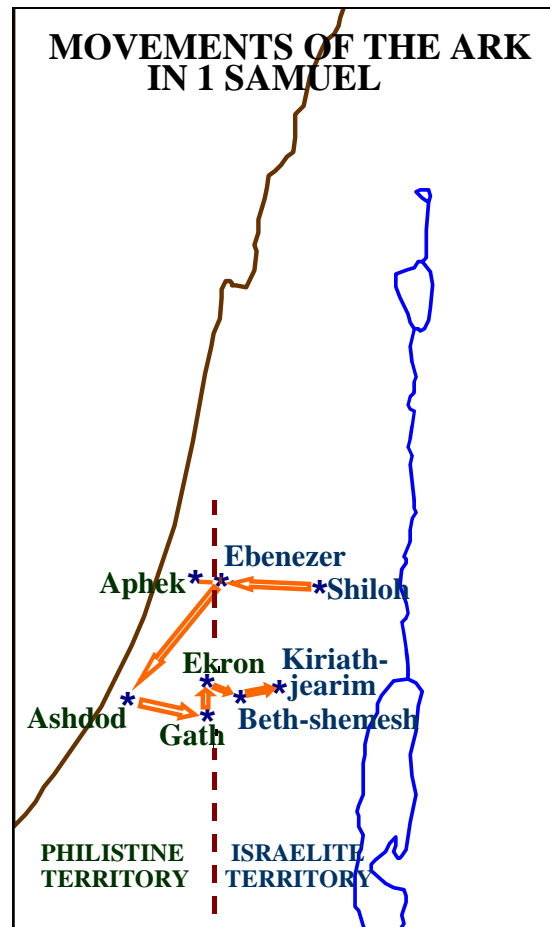 MOVEMENTS OF THE ARK
IN 1 SAMUEL
Ebenezer
Aphek
Shiloh
Ekron
Kiriath-
jearim
Ashdod
Gath
Beth-shemesh
PHILISTINE
TERRITORY
ISRAELITE
TERRITORY